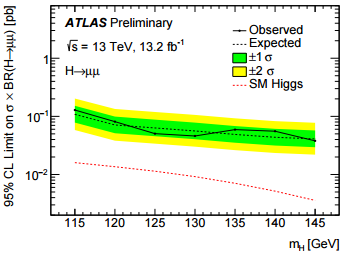 ATLAS Preliminary
√s = 13 TeV, 13.2 fb⁻¹
H→μμ
Observed
Expected
±1 σ
±2 σ
SM Higgs
95% CL Limit on σ × BR(H→μμ) [pb]
1
10⁻¹
10⁻²
115 120 125 130 135 140 145
m_H [GeV]